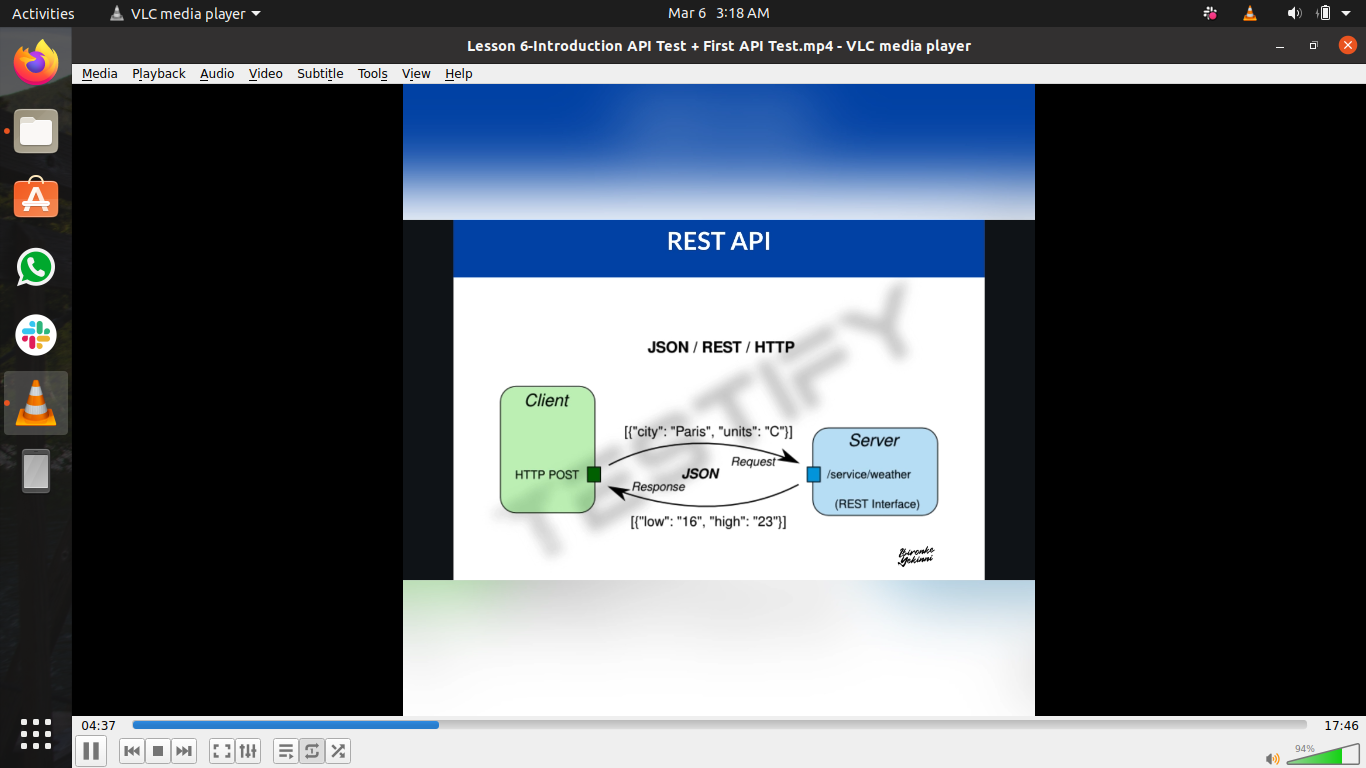 Activities
VLC media player
Mar 6 3:18 AM
Lesson 6-Introduction API Test + First API Test.mp4 - VLC media player
Media Playback Audio Video Subtitle Tools View Help
REST API
TESTIFY
JSON / REST / HTTP
Client
[{"city": "Paris", "units": "C"}]
Server
Request
HTTP POST
JSON
/service/weather
Response
(REST Interface)
[{"low": "16", "high": "23"}]
Ibironke
Yekinni
04:37
17:46
94%